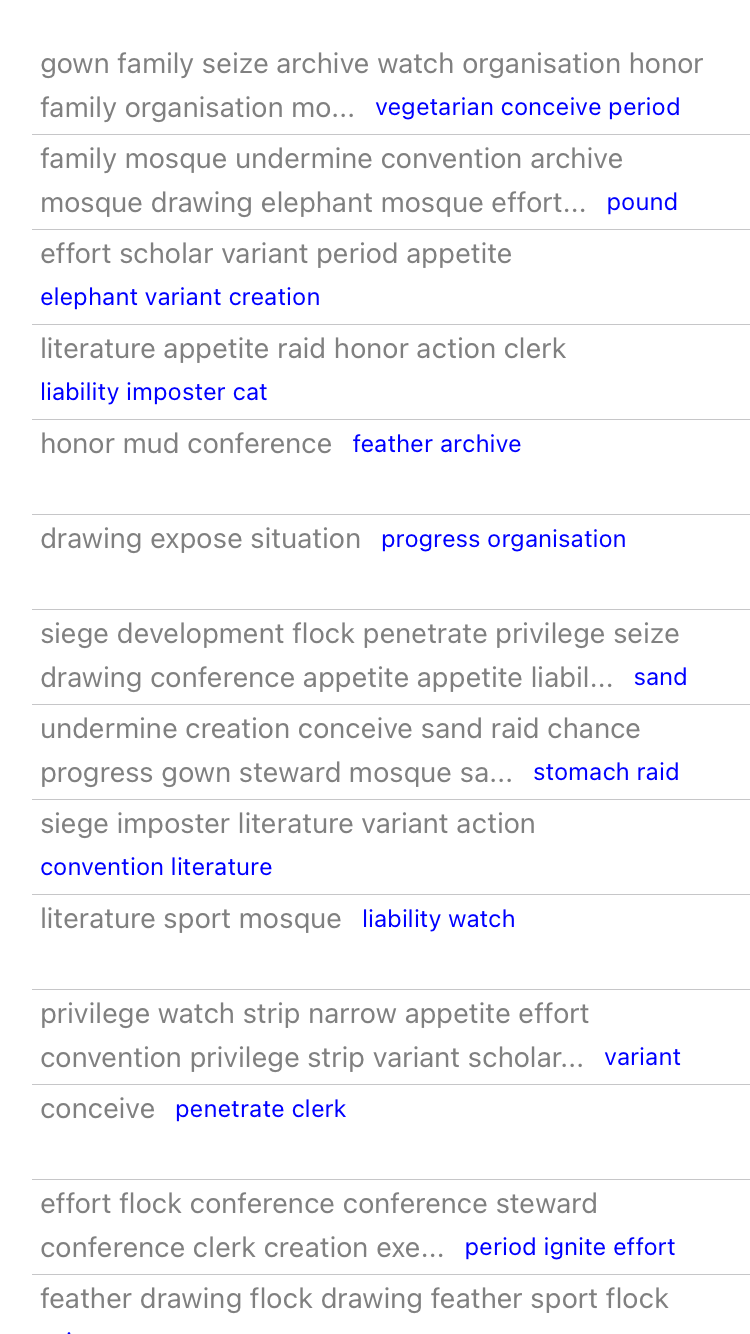 gown family seize archive watch organisation honor
family organisation mo... vegetarian conceive period
family mosque undermine convention archive
mosque drawing elephant mosque effort... pound
effort scholar variant period appetite
elephant variant creation
literature appetite raid honor action clerk
liability imposter cat
honor mud conference feather archive
drawing expose situation progress organisation
siege development flock penetrate privilege seize
drawing conference appetite appetite liabil... sand
undermine creation conceive sand raid chance
progress gown steward mosque sa... stomach raid
siege imposter literature variant action
convention literature
literature sport mosque liability watch
privilege watch strip narrow appetite effort
convention privilege strip variant scholar... variant
conceive penetrate clerk
effort flock conference conference steward
conference clerk creation exe... period ignite effort
feather drawing flock drawing feather sport flock